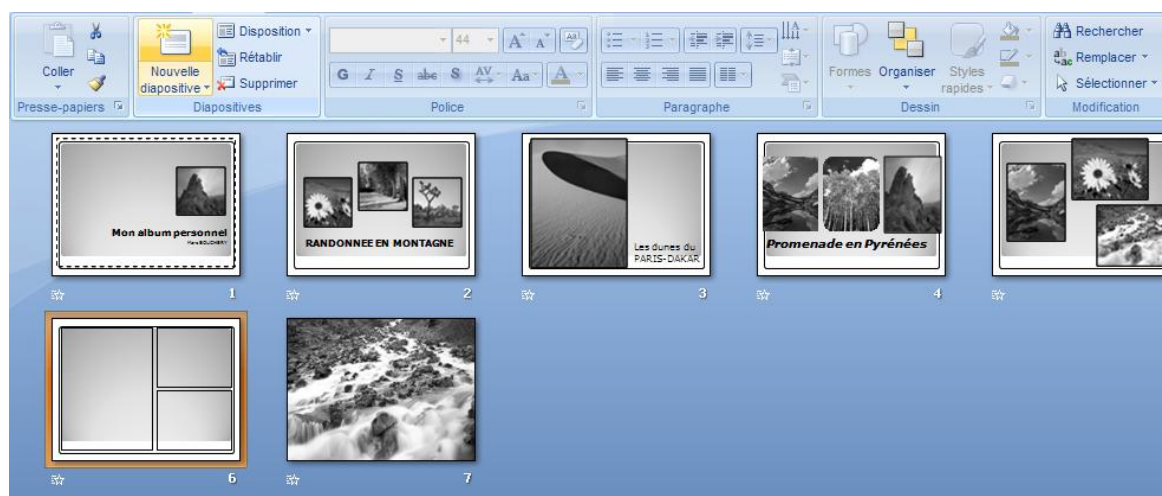 Coller
Presse-papiers
Nouvelle
diapositive
Disposition
Rétablir
Supprimer
Diapositives
44
A A
G I S abc S AV Aa A
Police
Paragraphe
Formes Organiser Styles
rapides
Dessin
Rechercher
ab
ac Remplacer
Sélectionner
Modification
Mon album personnel
RANDONNEE EN MONTAGNE
Les dunes du
PARIS-DAKAR
Promenade en Pyrénées
1
2
3
4
6
7